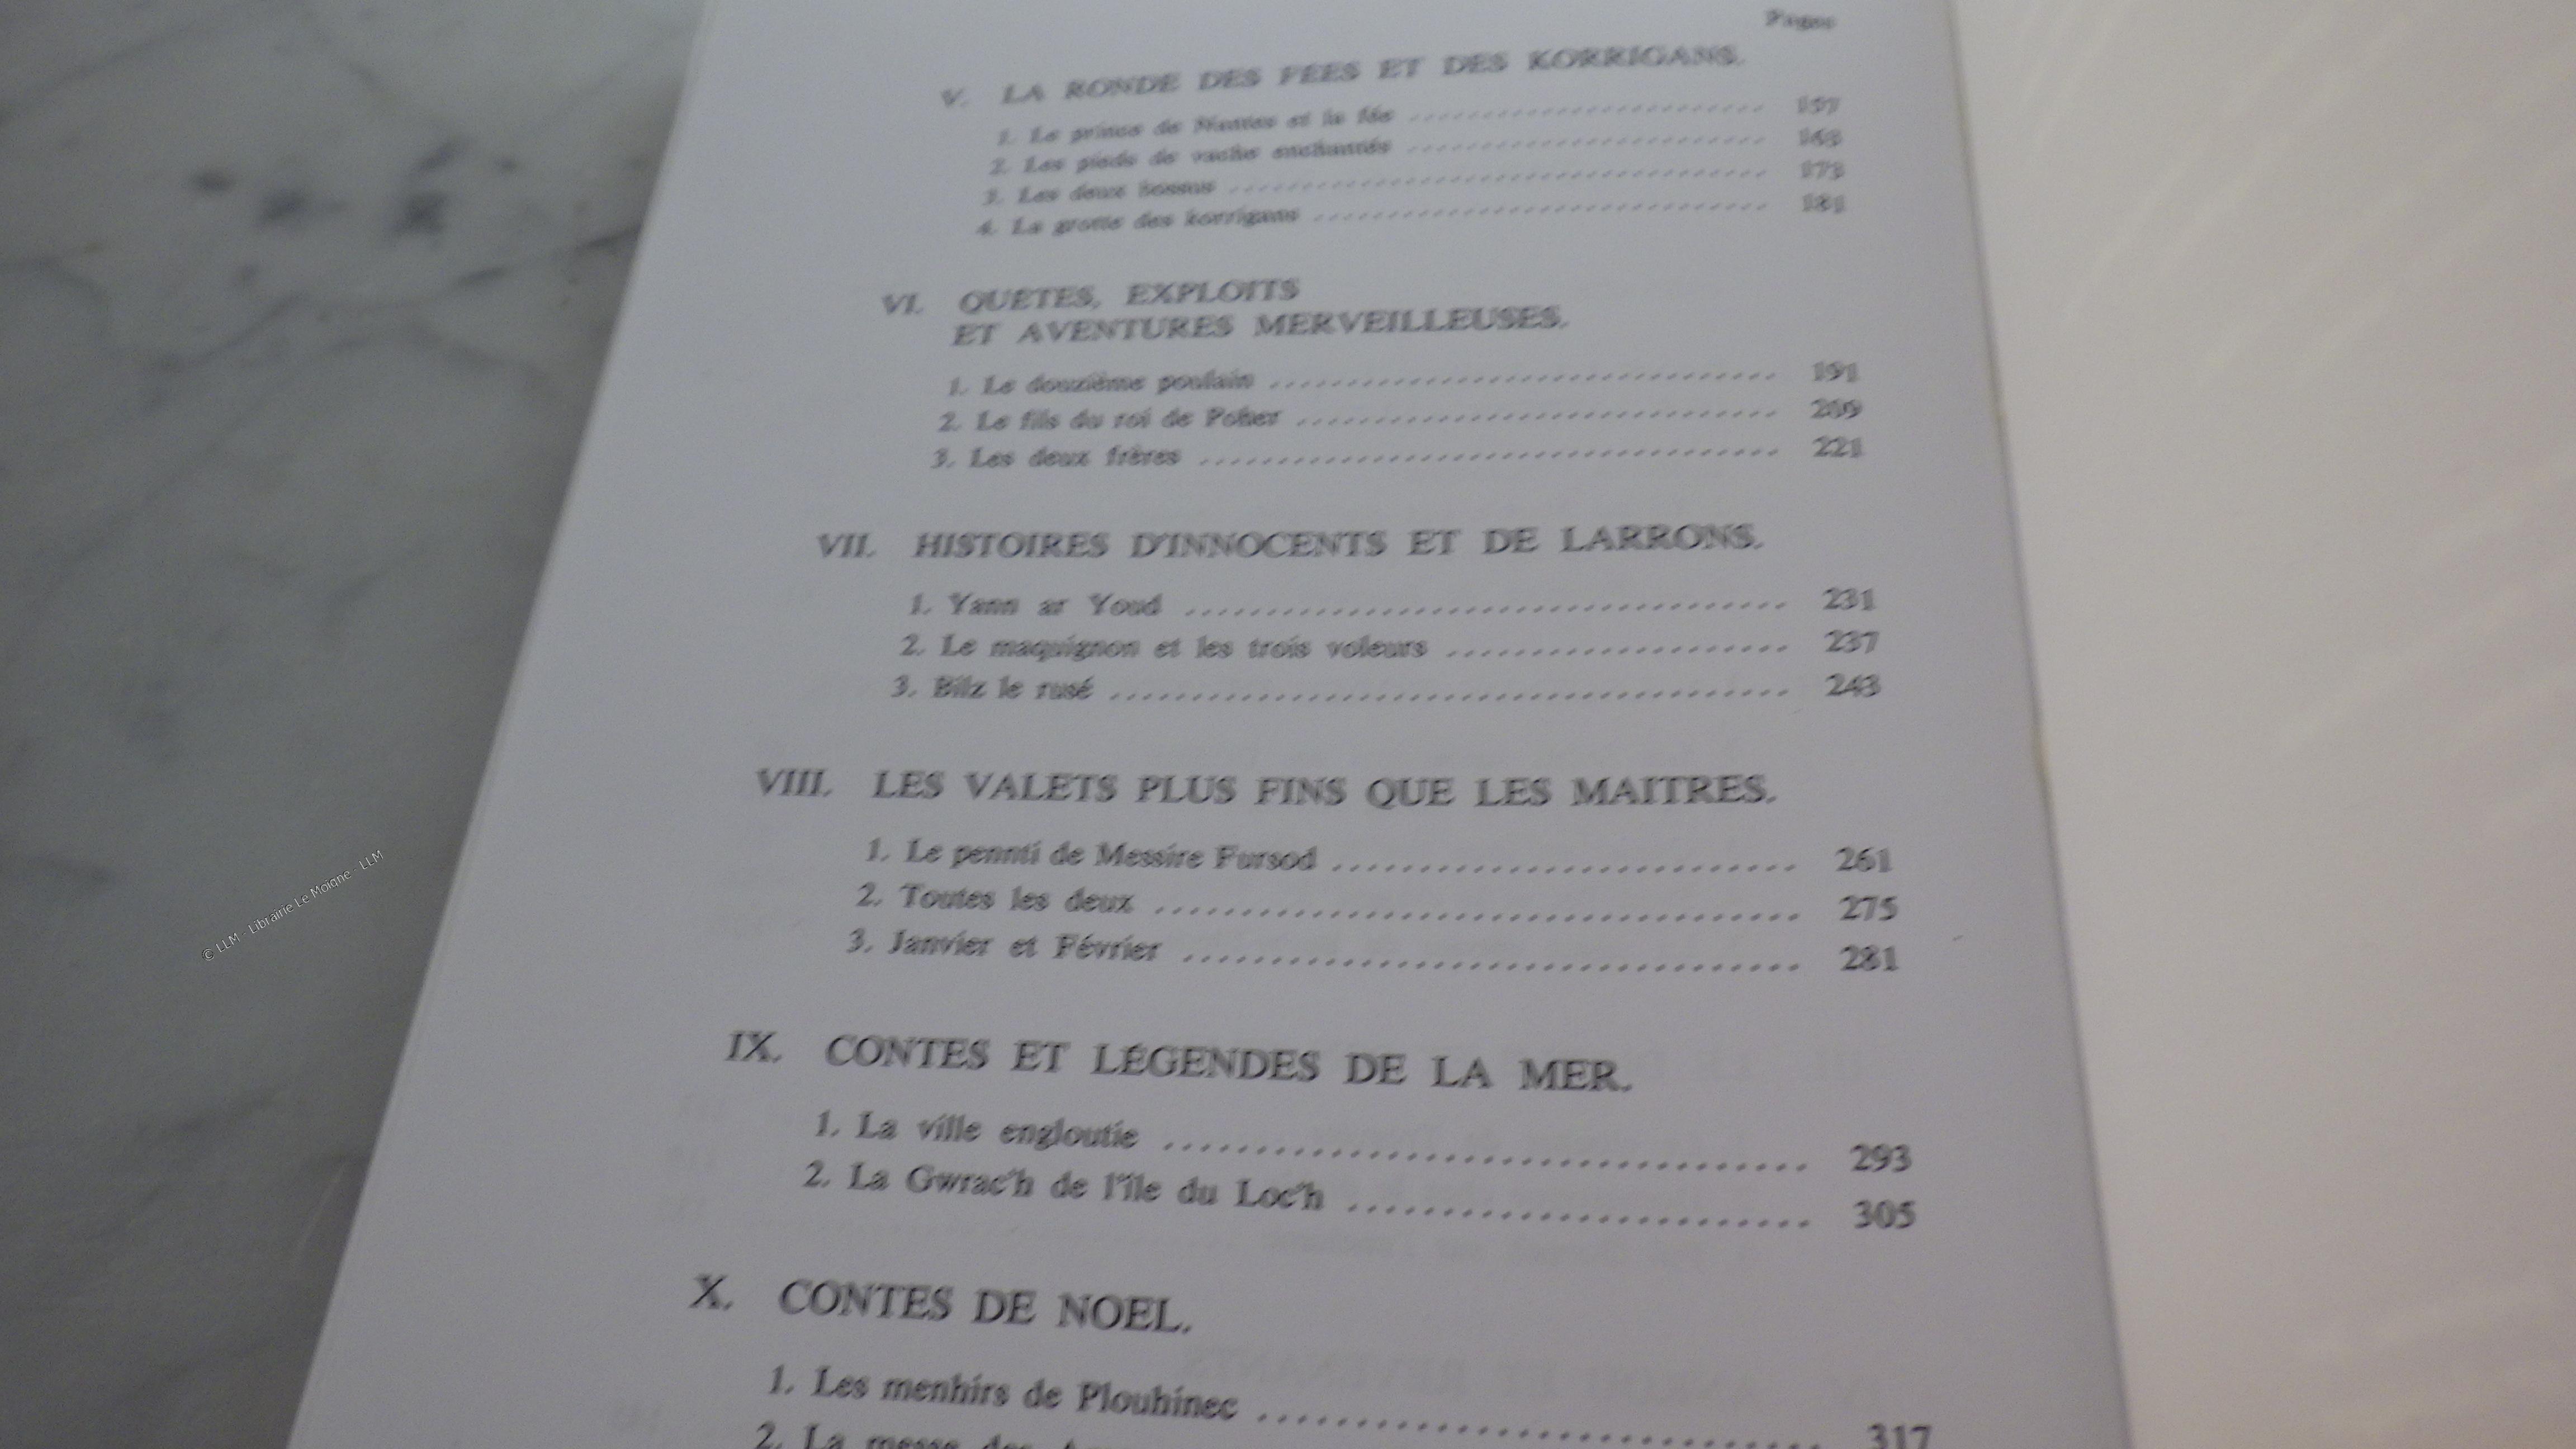 Pages
V. LA RONDE DES FEES ET DES KORRIGANS.
1. Le prince de Nantes et la fée ........ 157
2. Les pieds de vache enchantés ........ 163
3. Les deux bossus ........ 173
4. La grotte des korrigans ........ 181
VI. QUETES, EXPLOITS
ET AVENTURES MERVEILLEUSES.
1. Le douzième poulain ........ 191
2. Le fils du roi de Poher ........ 209
3. Les deux frères ........ 221
VII. HISTOIRES D'INNOCENTS ET DE LARRONS.
1. Yann ar Youd ........ 231
2. Le maquignon et les trois voleurs ........ 237
3. Bilz le rusé ........ 243
VIII. LES VALETS PLUS FINS QUE LES MAITRES.
1. Le pennti de Messire Fursod ........ 261
2. Toutes les deux ........ 275
3. Janvier et Février ........ 281
© LLM - Librairie Le Moigne - LLM
IX. CONTES ET LÉGENDES DE LA MER.
1. La ville engloutie ........ 293
2. La Gwrac'h de l'île du Loc'h ........ 305
X. CONTES DE NOEL.
1. Les menhirs de Plouhinec ........ 317
2. La messe des